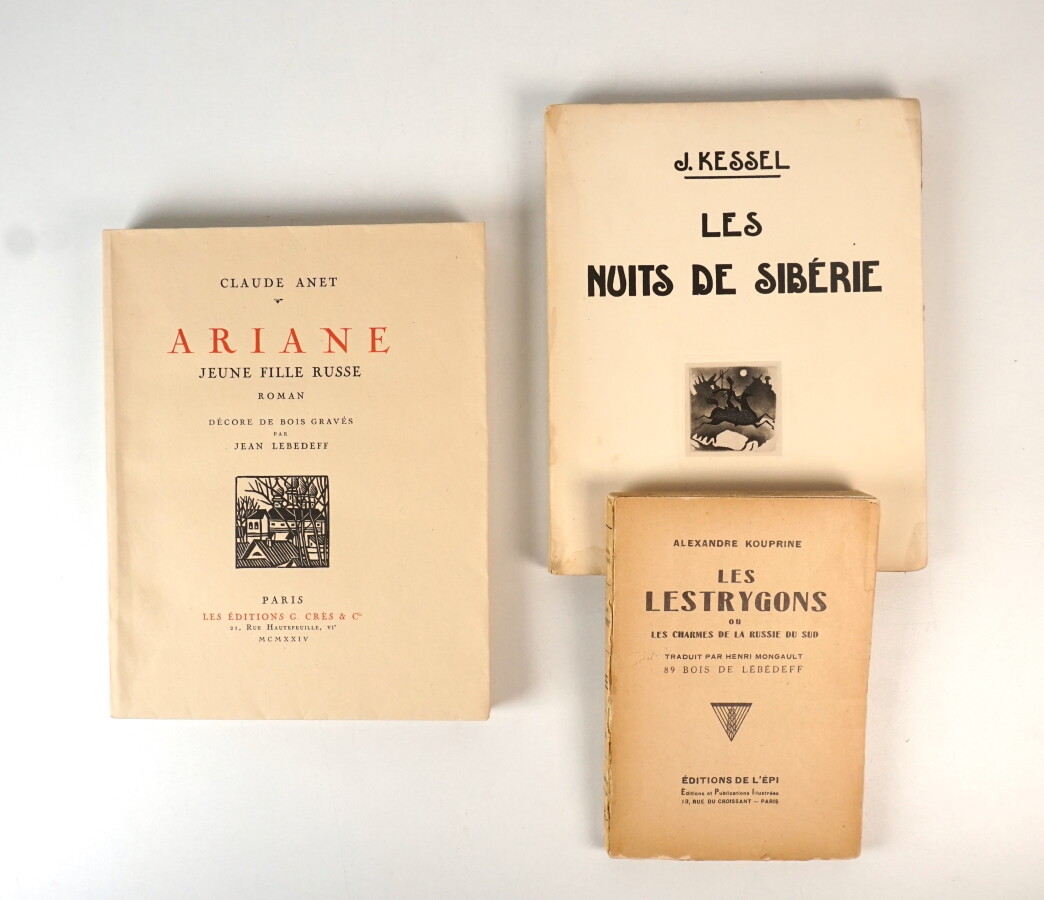 CLAUDE ANET
ARIANE
JEUNE FILLE RUSSE
ROMAN
DÉCORE DE BOIS GRAVÉS
PAR
JEAN LEBEDEFF
PARIS
LES ÉDITIONS G. CRÈS & Cie
21, RUE HAUTEFEUILLE, VIe
MCMXXIV
J. KESSEL
LES
NUITS DE SIBÉRIE
ALEXANDRE KOUPRINE
LES
LESTRYGONS
OU
LES CHARMES DE LA RUSSIE DU SUD
TRADUIT PAR HENRI MONGAULT
89 BOIS DE LÉBÉDEFF
ÉDITIONS DE L'ÉPI
Editions et Publications Illustrées
13, RUE DU CROISSANT — PARIS